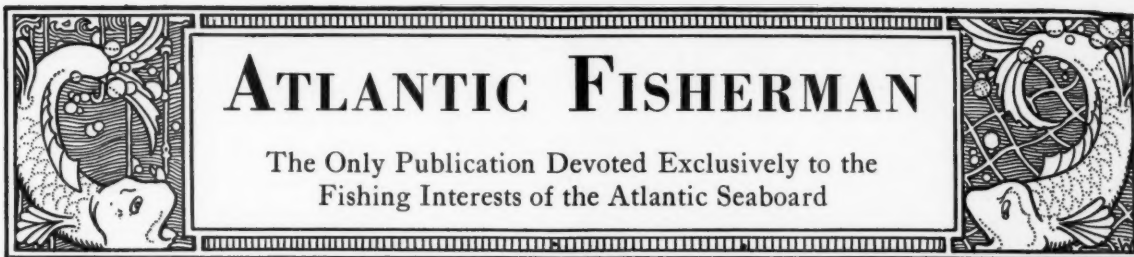 ATLANTIC FISHERMAN
The Only Publication Devoted Exclusively to the
Fishing Interests of the Atlantic Seaboard